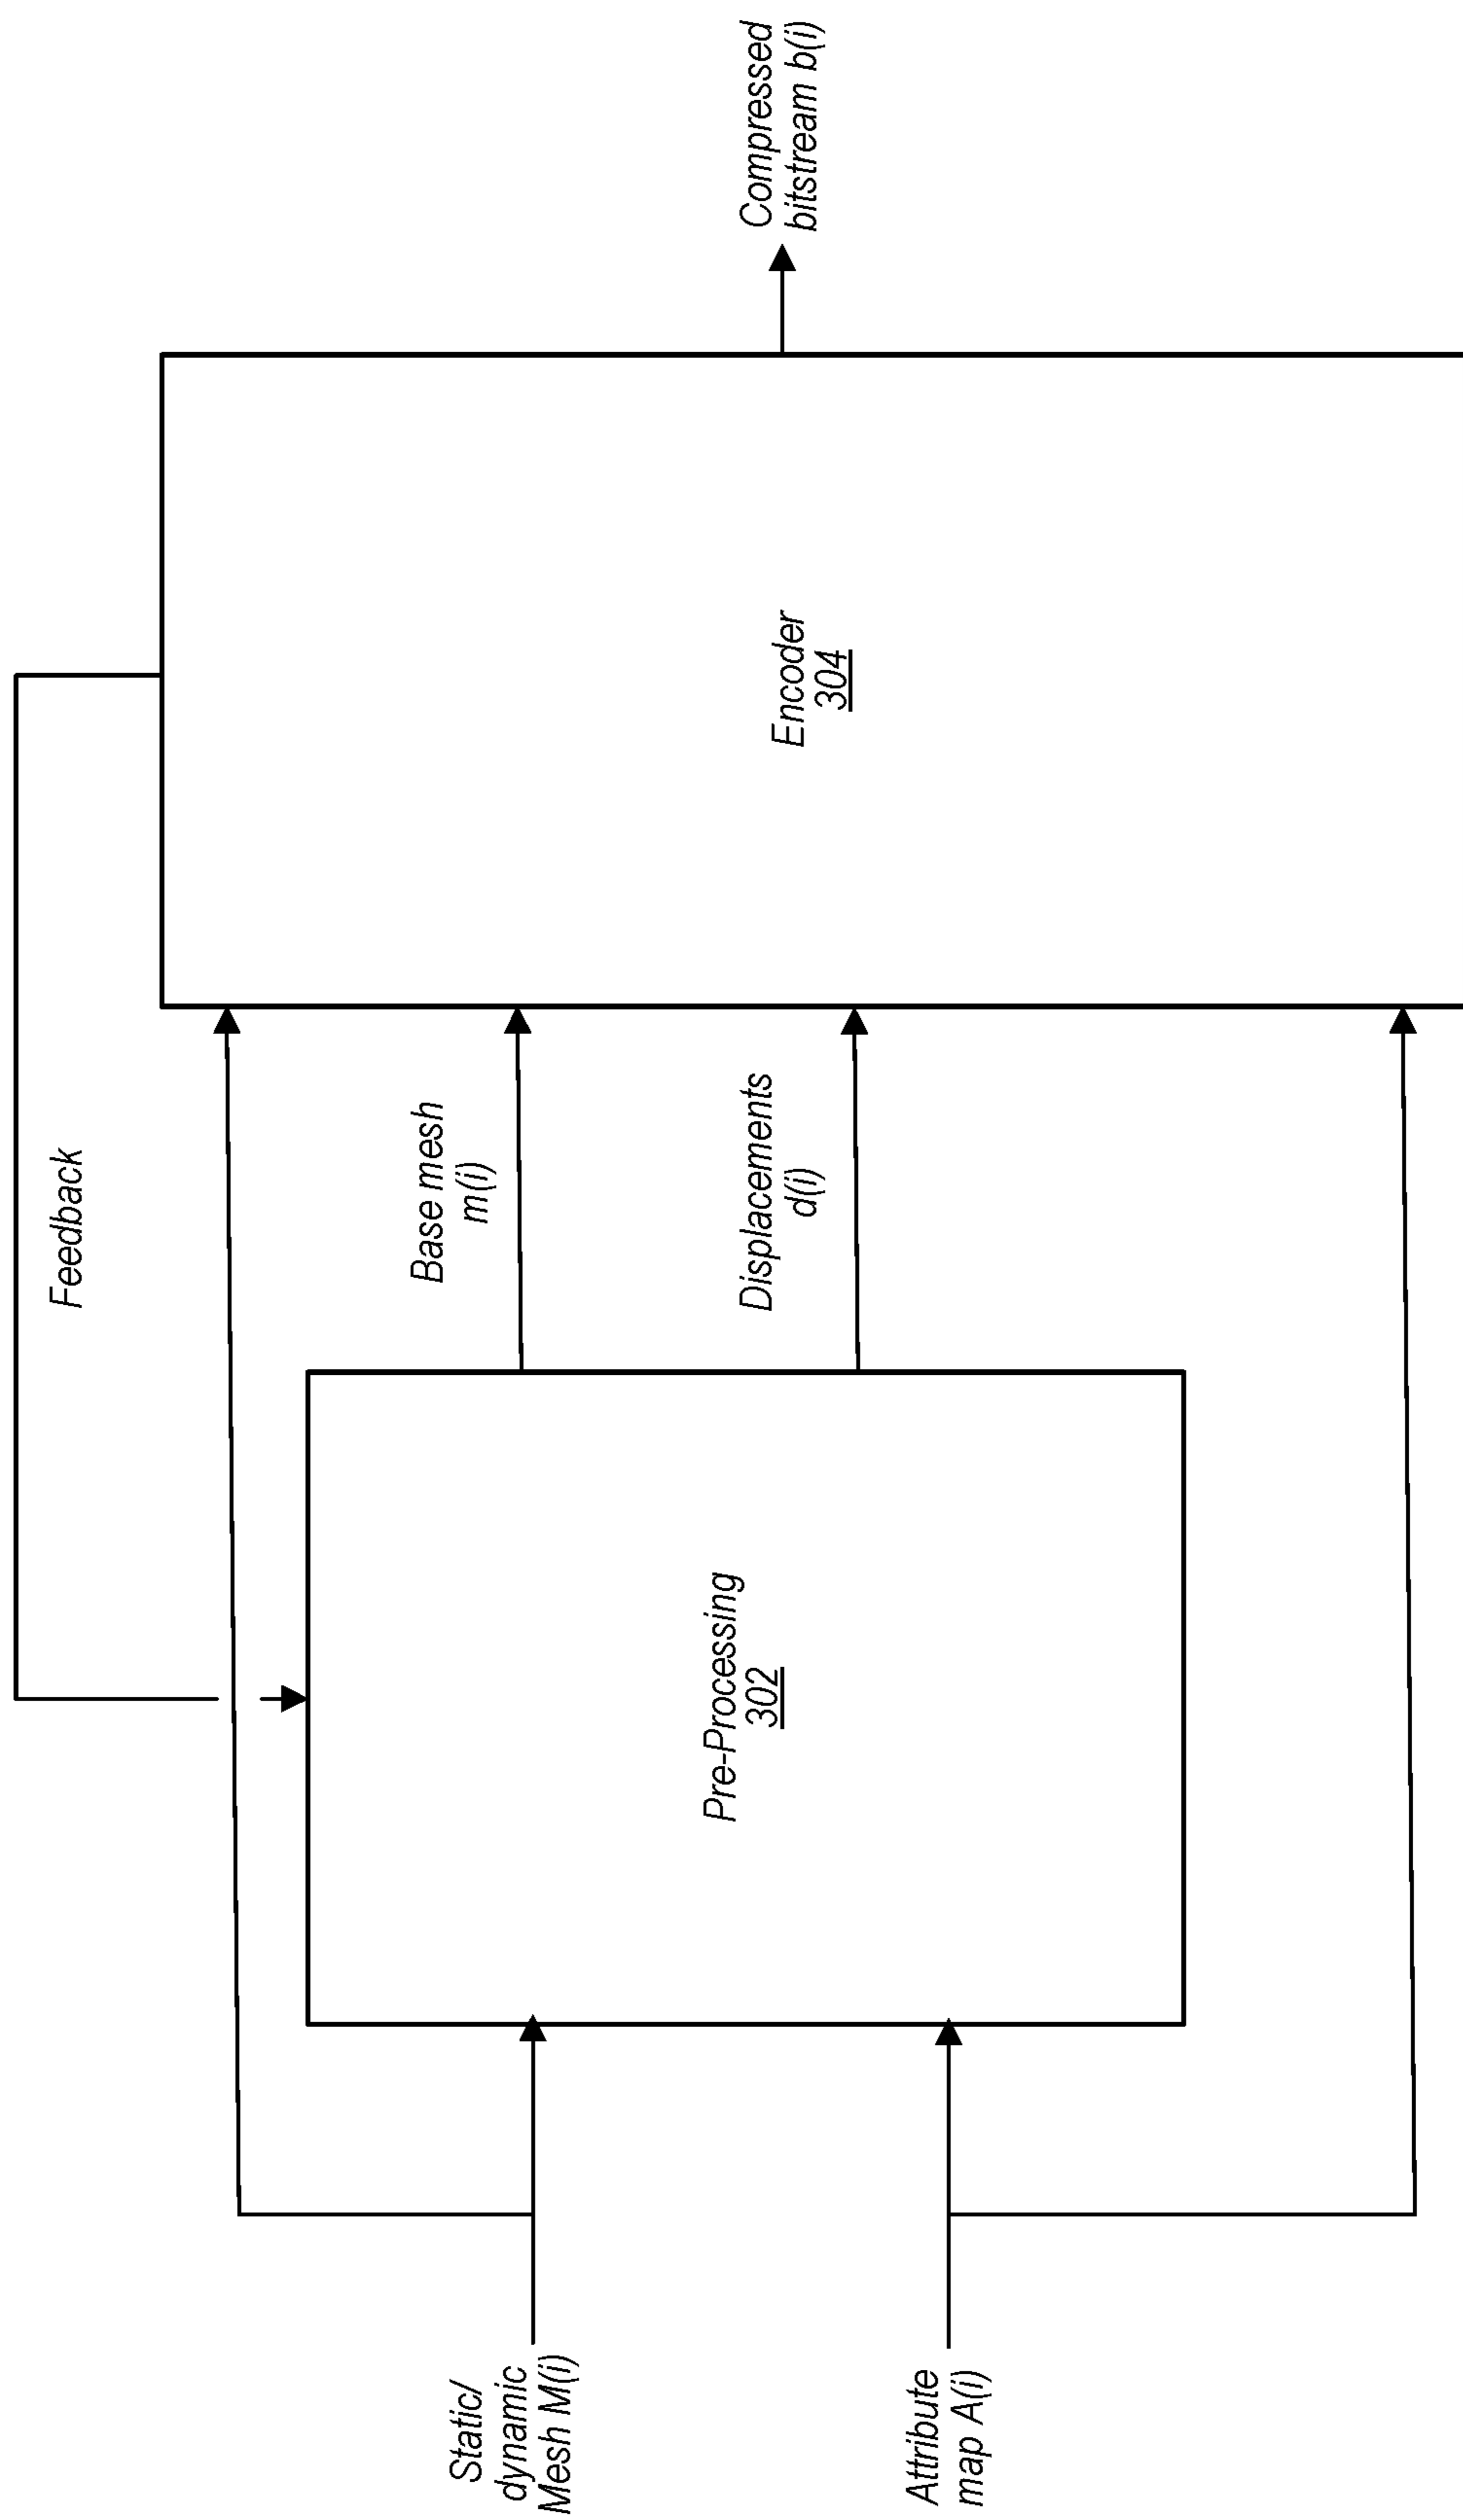 Feedback
Static/
dynamic
Mesh M(i)
Attribute
map A(i)
Pre-Processing
302
Base mesh
m(i)
Displacements
d(i)
Encoder
304
Compressed
bitstream b(i)